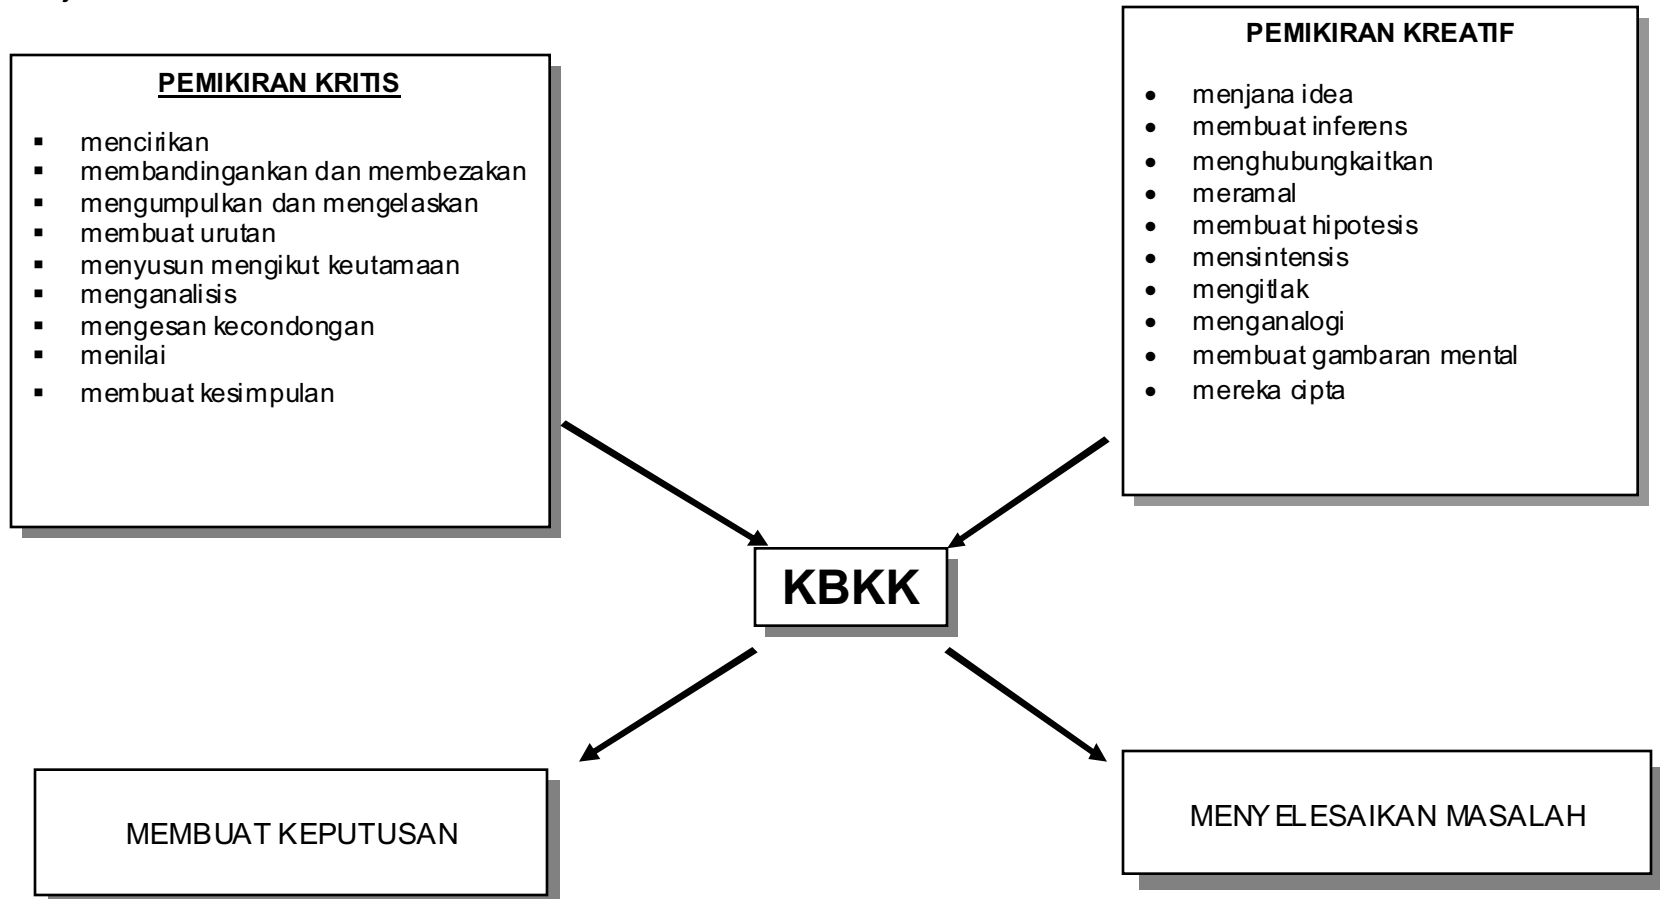 PEMIKIRAN KRITIS
▪ mencirikan
▪ membandingankan dan membezakan
▪ mengumpulkan dan mengelaskan
▪ membuat urutan
▪ menyusun mengikut keutamaan
▪ menganalisis
▪ mengesan kecondongan
▪ menilai
▪ membuat kesimpulan
PEMIKIRAN KREATIF
• menjana idea
• membuat inferens
• menghubungkaitkan
• meramal
• membuat hipotesis
• mensintensis
• mengitlak
• menganalogi
• membuat gambaran mental
• mereka cipta
KBKK
MEMBUAT KEPUTUSAN
MENYELESAIKAN MASALAH